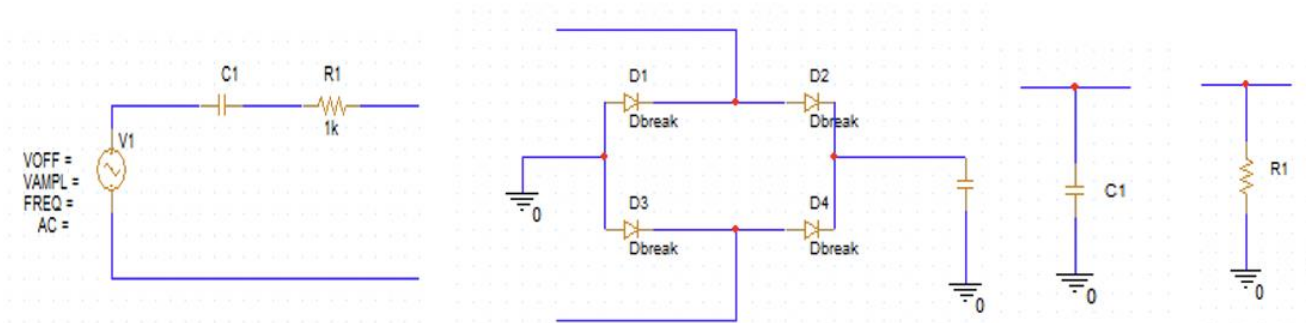 C1
R1
1k
V1
VOFF =
VAMPL =
FREQ =
AC =
D1
D2
Dbreak
Dbreak
0
D3
D4
Dbreak
Dbreak
0
C1
0
R1
0